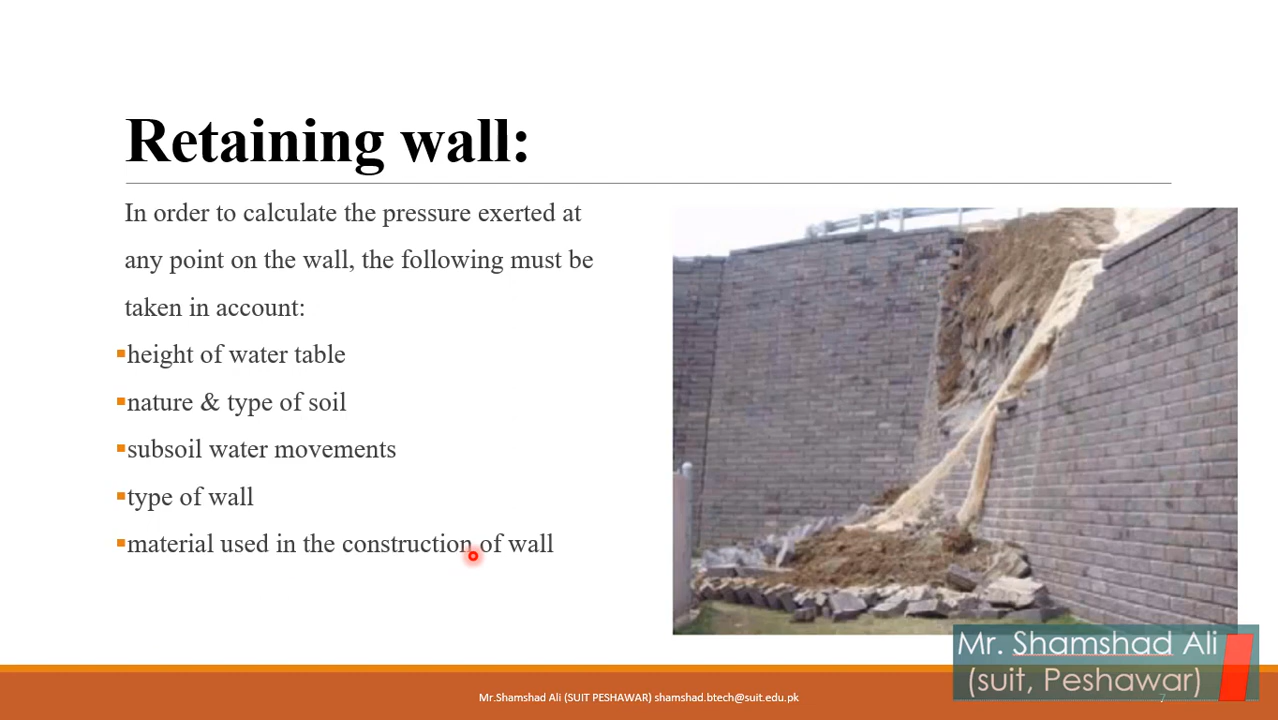 Retaining wall:
In order to calculate the pressure exerted at
any point on the wall, the following must be
taken in account:
▪height of water table
▪nature & type of soil
▪subsoil water movements
▪type of wall
▪material used in the construction of wall
Mr. Shamshad Ali
(suit, Peshawar)
Mr.Shamshad Ali (SUIT PESHAWAR) shamshad.btech@suit.edu.pk
7